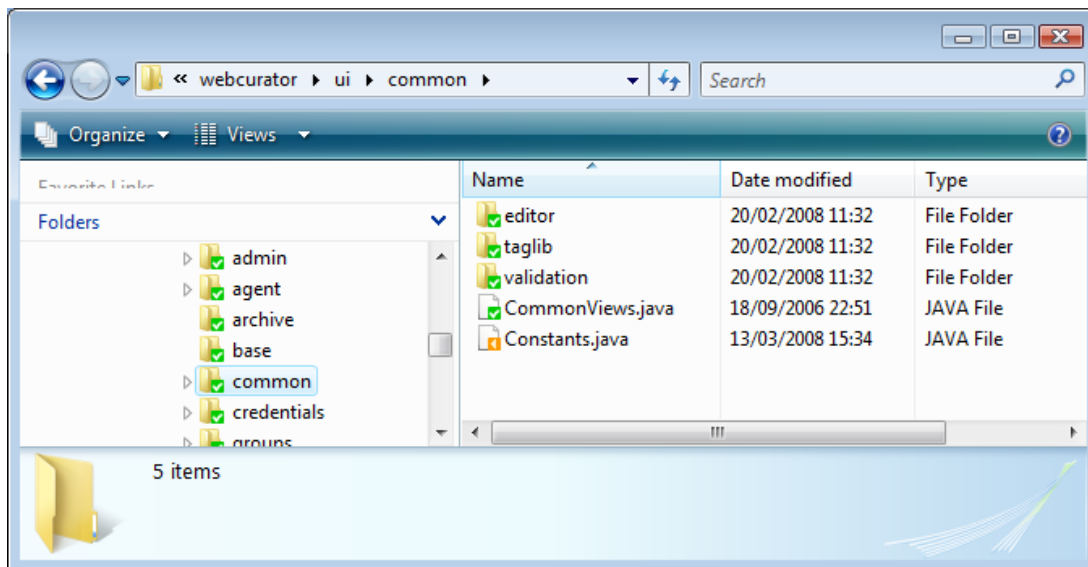 « webcurator ui common
Search
Organize Views
Favorite Links
Folders
admin
agent
archive
base
common
credentials
groups
Name Date modified Type
editor 20/02/2008 11:32 File Folder
taglib 20/02/2008 11:32 File Folder
validation 20/02/2008 11:32 File Folder
CommonViews.java 18/09/2006 22:51 JAVA File
Constants.java 13/03/2008 15:34 JAVA File
5 items